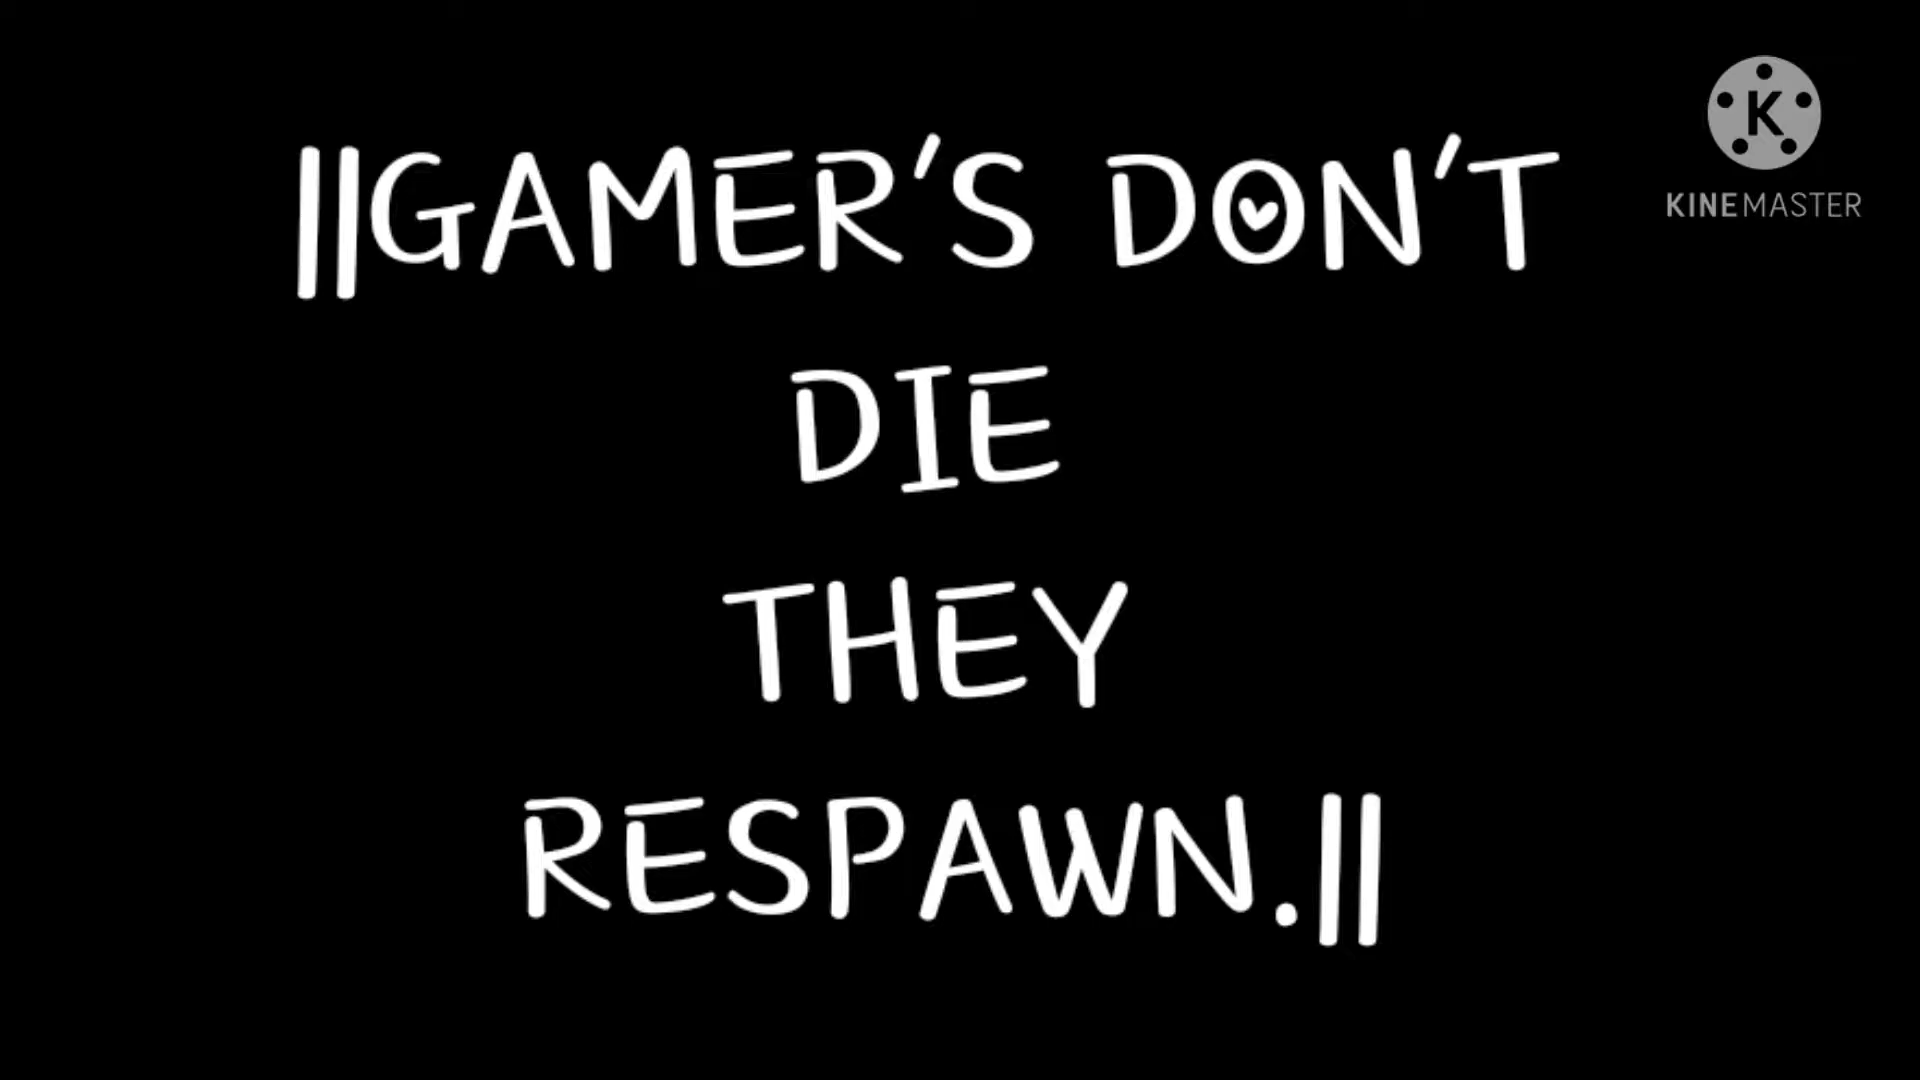 ||GAMER'S DON'T
DIE
THEY
RESPAWN.||
K
KINEMASTER